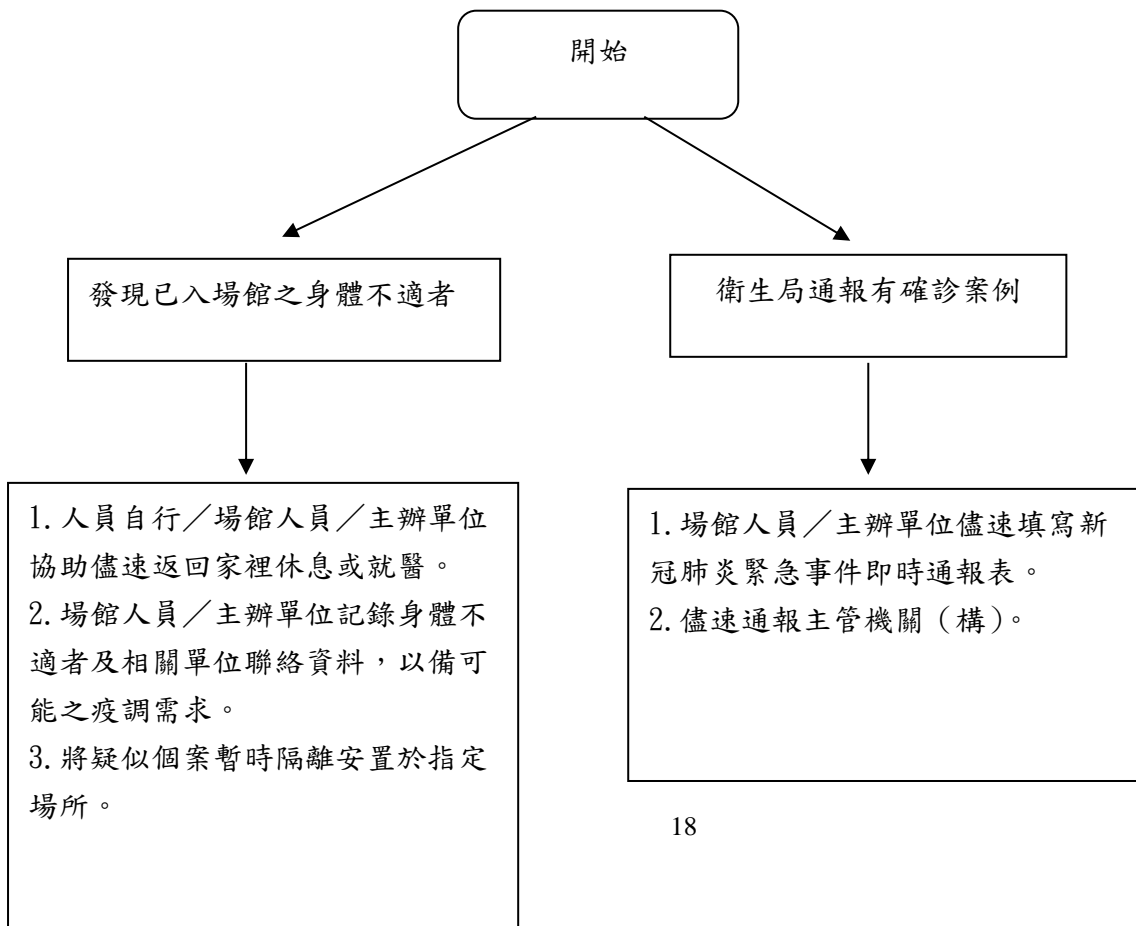 開始
發現已入場館之身體不適者
衛生局通報有確診案例
1.人員自行／場館人員／主辦單位
協助儘速返回家裡休息或就醫。
2.場館人員／主辦單位記錄身體不
適者及相關單位聯絡資料，以備可
能之疫調需求。
3.將疑似個案暫時隔離安置於指定
場所。
1.場館人員／主辦單位儘速填寫新
冠肺炎緊急事件即時通報表。
2.儘速通報主管機關（構）。
18